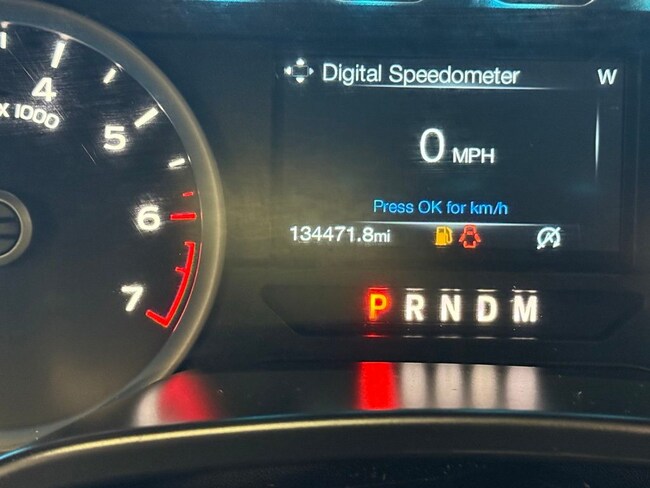 4
x 1000
5
6
7
Digital Speedometer W
0 MPH
Press OK for km/h
134471.8mi
P R N D M